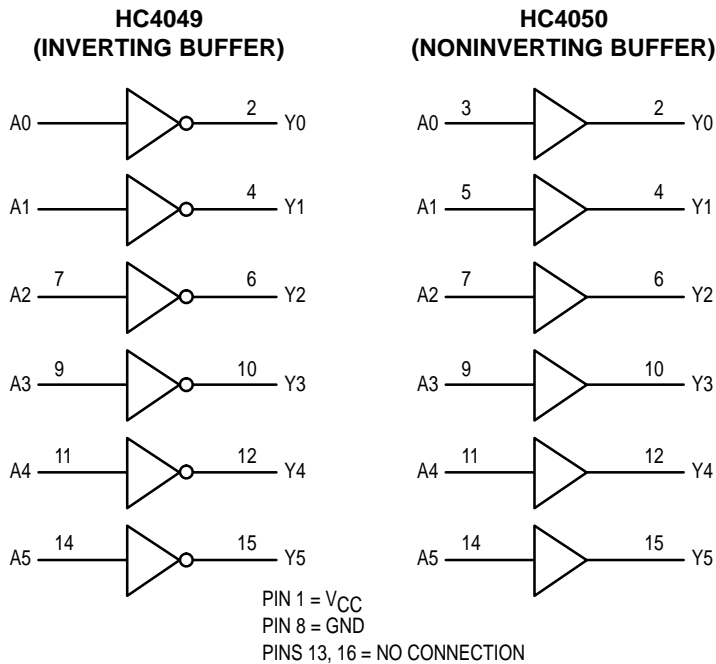 HC4049
(INVERTING BUFFER)
A0 2 Y0
A1 4 Y1
A2 7 6 Y2
A3 9 10 Y3
A4 11 12 Y4
A5 14 15 Y5
HC4050
(NONINVERTING BUFFER)
A0 3 2 Y0
A1 5 4 Y1
A2 7 6 Y2
A3 9 10 Y3
A4 11 12 Y4
A5 14 15 Y5
PIN 1 = VCC
PIN 8 = GND
PINS 13, 16 = NO CONNECTION